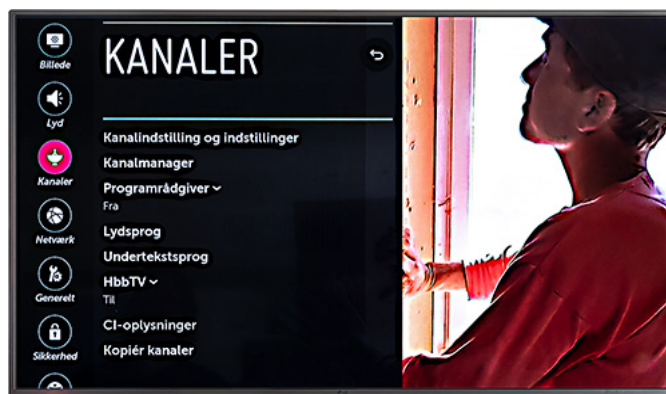 Billede
Lyd
Kanaler
Netværk
Generelt
Sikkerhed
KANALER
Kanalindstilling og indstillinger
Kanalmanager
Programrådgiver
Fra
Lydsprog
Undertekstsprog
HbbTV
Til
CI-oplysninger
Kopiér kanaler